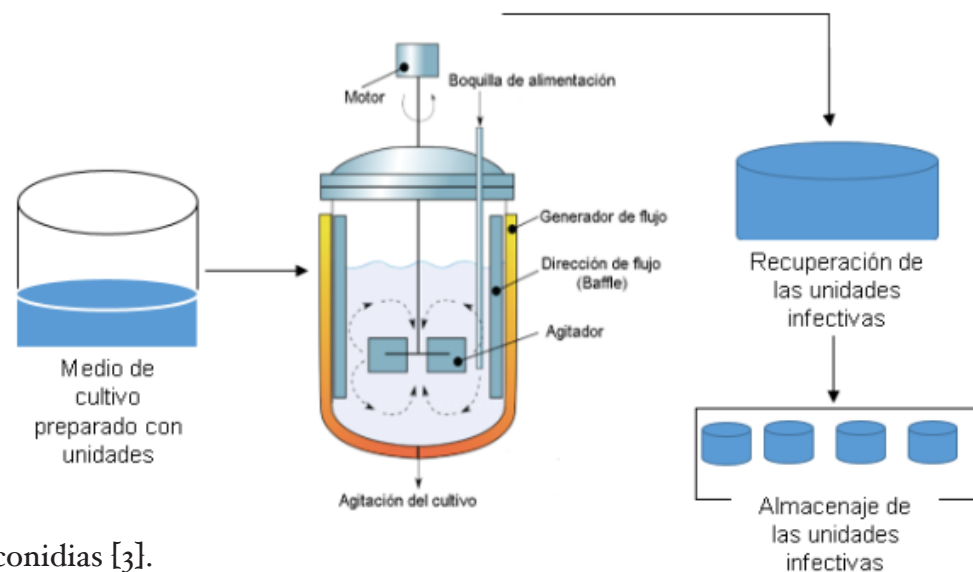 Motor
Boquilla de alimentación
Generador de flujo
Dirección de flujo
(Baffle)
Agitador
Agitación del cultivo
Medio de
cultivo
preparado con
unidades
Recuperación de
las unidades
infectivas
Almacenaje de
las unidades
infectivas
conidias [3].